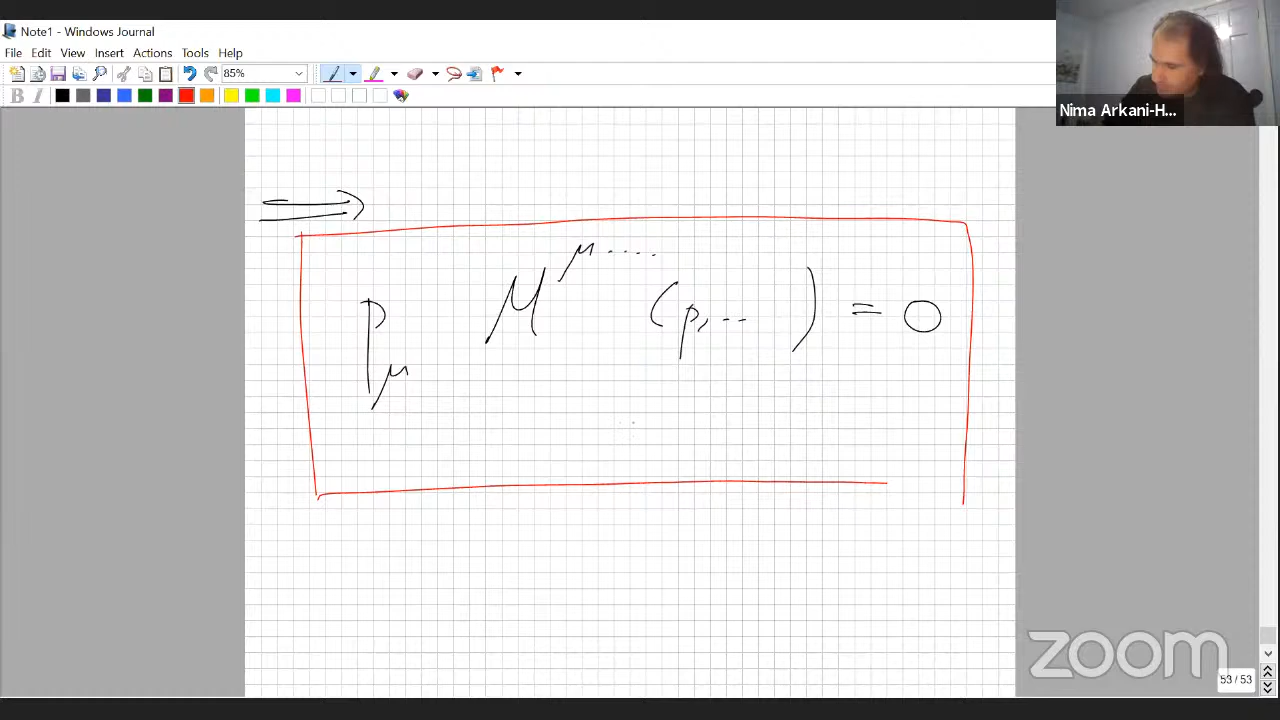 Note1 - Windows Journal
File Edit View Insert Actions Tools Help
85%
B I
Nima Arkani-H...
⇒
p_μ M^{μ....} (p, ..) = 0
zoom
53 / 53